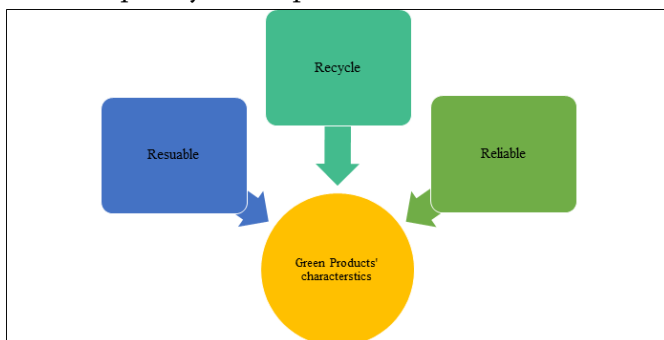 Recycle
Resuable
Reliable
Green Products'
characterstics